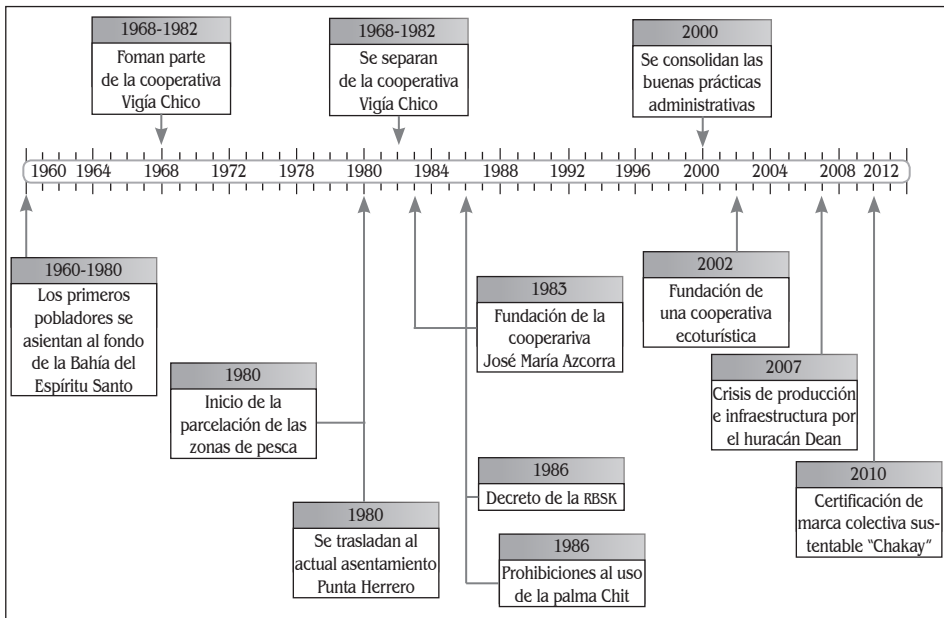 1968-1982
Foman parte
de la cooperativa
Vigía Chico
1968-1982
Se separan
de la cooperativa
Vigía Chico
2000
Se consolidan las
buenas prácticas
administrativas
1960 1964 1968 1972 1976 1980 1984 1988 1992 1996 2000 2004 2008 2012
1960-1980
Los primeros
pobladores se
asientan al fondo
de la Bahía del
Espíritu Santo
1980
Inicio de la
parcelación de las
zonas de pesca
1980
Se trasladan al
actual asentamiento
Punta Herrero
1983
Fundación de la
cooperariva
José María Azcorra
1986
Decreto de la RBSK
1986
Prohibiciones al uso
de la palma Chit
2002
Fundación de
una cooperativa
ecoturística
2007
Crisis de producción
e infraestructura por
el huracán Dean
2010
Certificación de
marca colectiva sus-
tentable "Chakay"